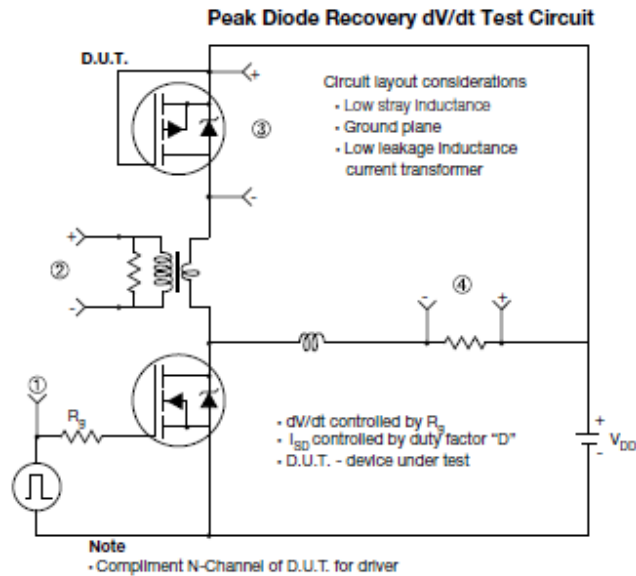 Peak Diode Recovery dV/dt Test Circuit
D.U.T.
+
Circuit layout considerations
• Low stray Inductance
③
• Ground plane
• Low leakage Inductance
current transformer
-
+
②
-
④
-
+
①
Rg
• dV/dt controlled by Rg
• ISD controlled by duty factor "D"
• D.U.T. - device under test
+
VDD
-
Note
• Compliment N-Channel of D.U.T. for driver